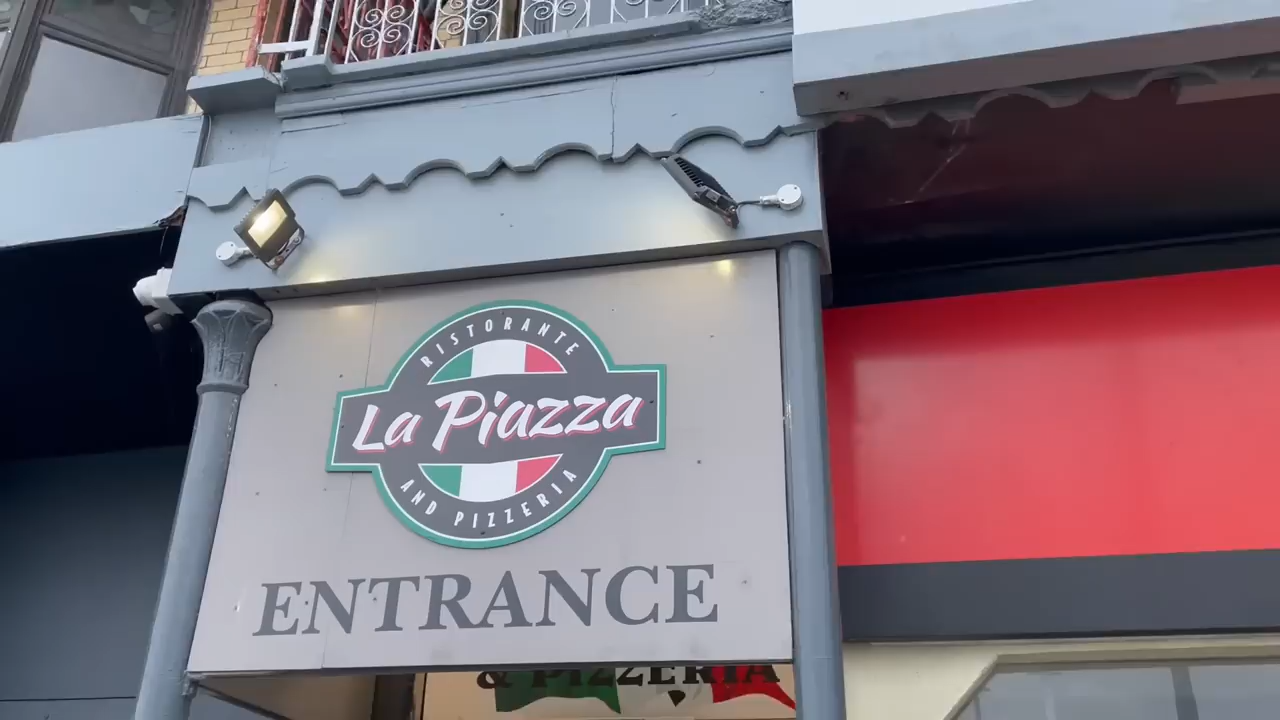 RISTORANTE
La Piazza
AND PIZZERIA
ENTRANCE
& PIZZERIA